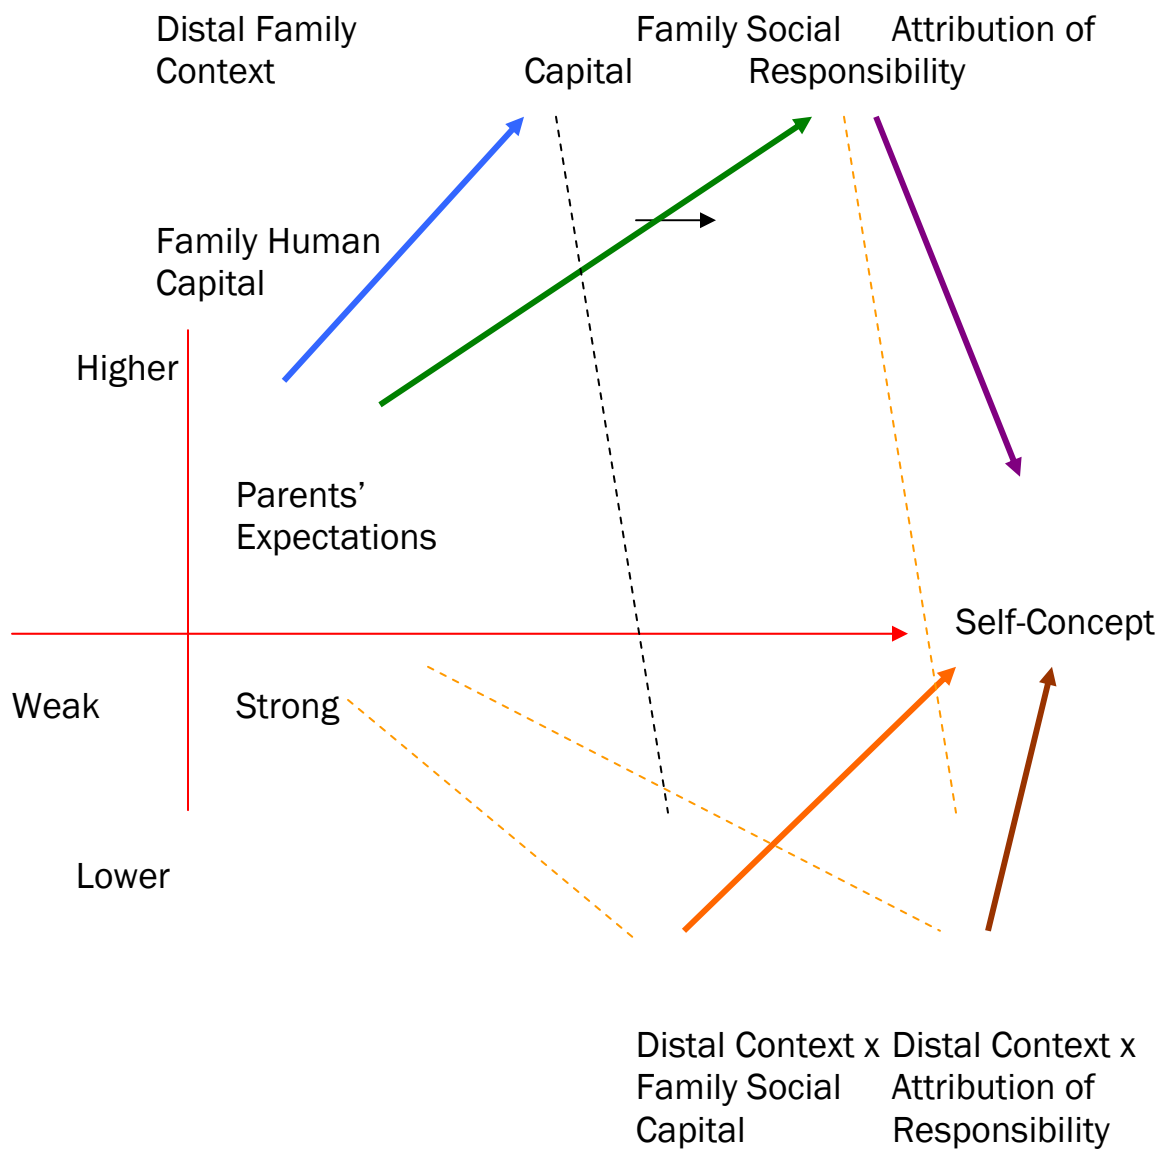 Distal Family
Context
Family Social
Capital
Attribution of
Responsibility
Family Human
Capital
Higher
Parents’
Expectations
Self-Concept
Weak
Strong
Lower
Distal Context x
Family Social
Capital
Distal Context x
Attribution of
Responsibility